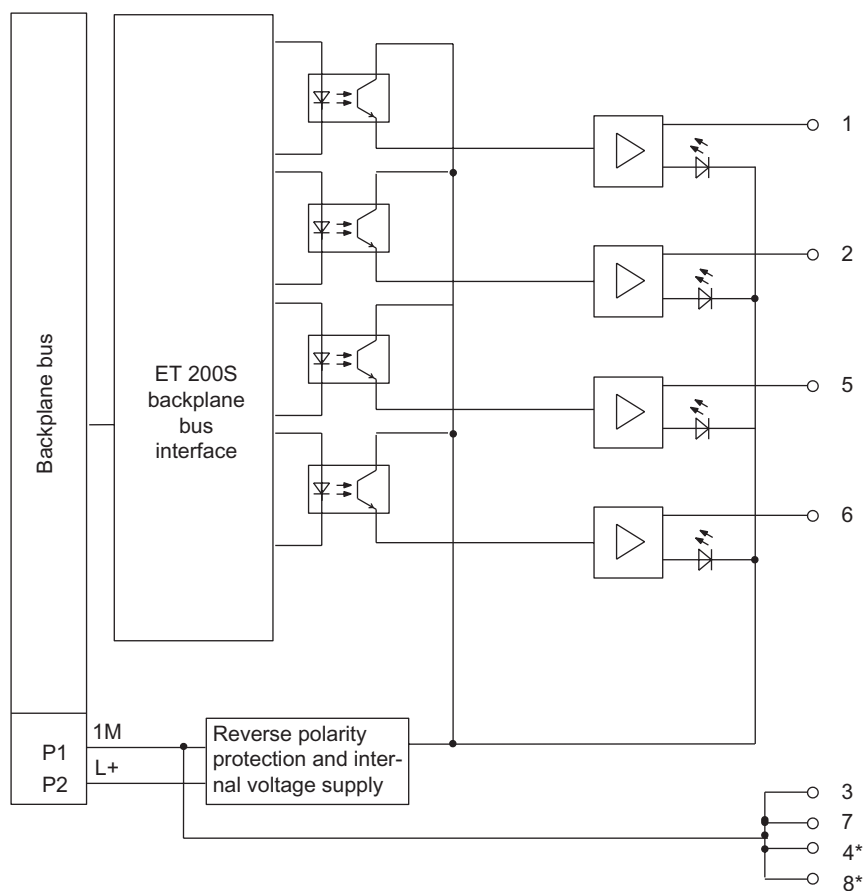 Backplane bus
ET 200S
backplane
bus
interface
1
2
5
6
P1
P2
1M
L+
Reverse polarity
protection and inter-
nal voltage supply
3
7
4*
8*